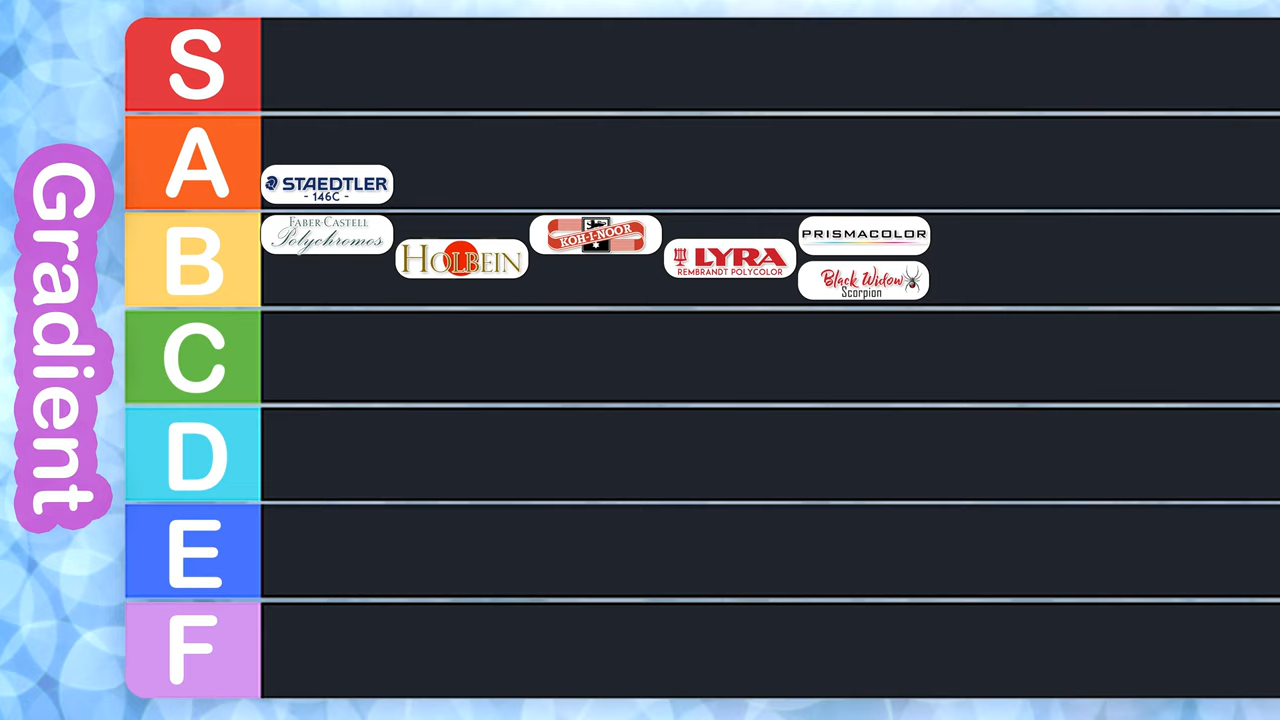 Gradient
S
A
STAEDTLER
- 146C -
B
FABER-CASTELL
Polychromos
HOLBEIN
KOH-I-NOOR
LYRA
REMBRANDT POLYCOLOR
PRISMACOLOR
Black Widow
Scorpion
C
D
E
F